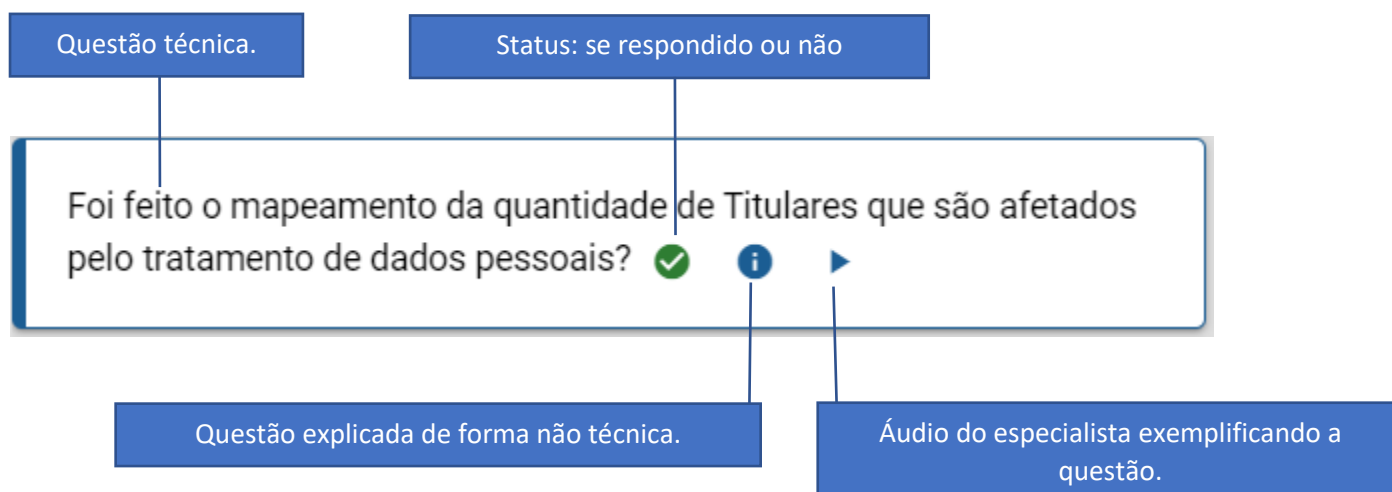 Questão técnica.
Status: se respondido ou não
Foi feito o mapeamento da quantidade de Titulares que são afetados
pelo tratamento de dados pessoais?
Questão explicada de forma não técnica.
Áudio do especialista exemplificando a
questão.